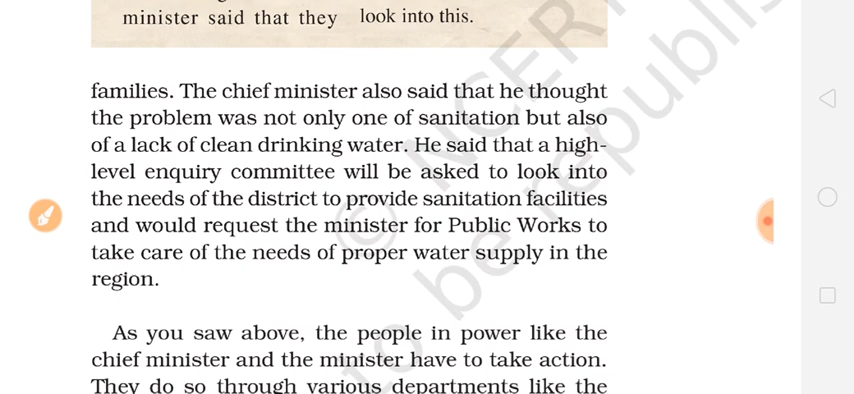 minister said that they look into this.
families. The chief minister also said that he thought
the problem was not only one of sanitation but also
of a lack of clean drinking water. He said that a high-
level enquiry committee will be asked to look into
the needs of the district to provide sanitation facilities
and would request the minister for Public Works to
take care of the needs of proper water supply in the
region.
As you saw above, the people in power like the
chief minister and the minister have to take action.
They do so through various departments like the
© NCERT
to be republis